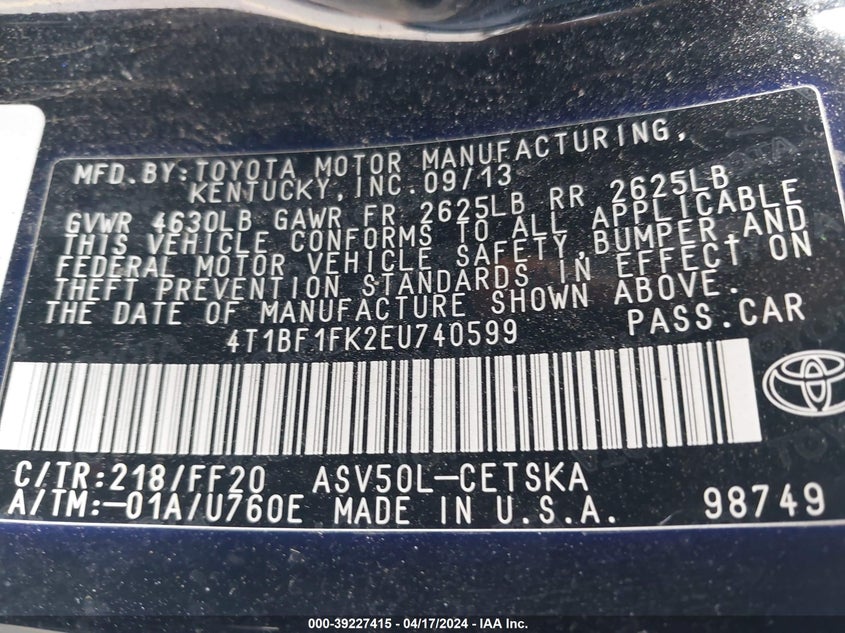 MFD.BY:TOYOTA MOTOR MANUFACTURING,
KENTUCKY,INC.09/13
GVWR 4630LB GAWR FR 2625LB RR 2625LB
THIS VEHICLE CONFORMS TO ALL APPLICABLE
FEDERAL MOTOR VEHICLE SAFETY,BUMPER,AND
THEFT PREVENTION STANDARDS IN EFFECT ON
THE DATE OF MANUFACTURE SHOWN ABOVE.
4T1BF1FK2EU740599 PASS.CAR
C/TR:218/FF20 ASV50L-CETSKA
A/TM:-01A/U760E MADE IN U.S.A. 98749
000-39227415 - 04/17/2024 - IAA Inc.